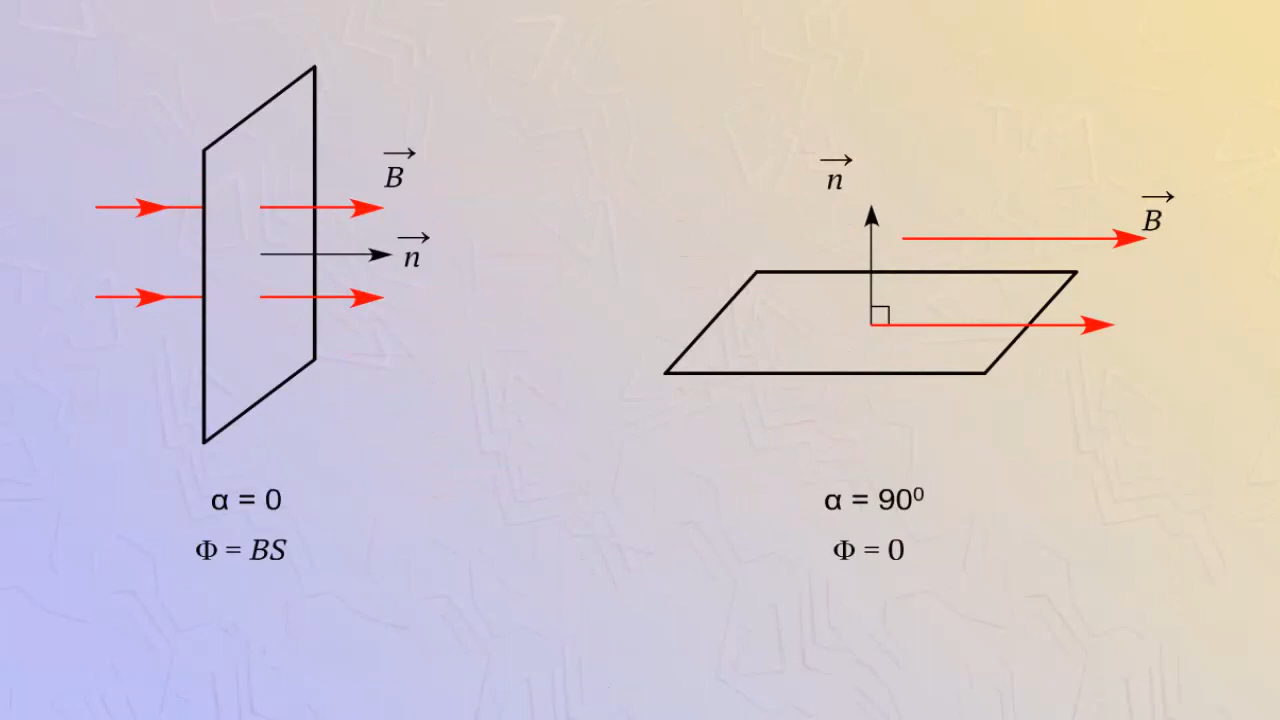 B⃗
n⃗
α = 0
Φ = BS
n⃗
B⃗
α = 90⁰
Φ = 0